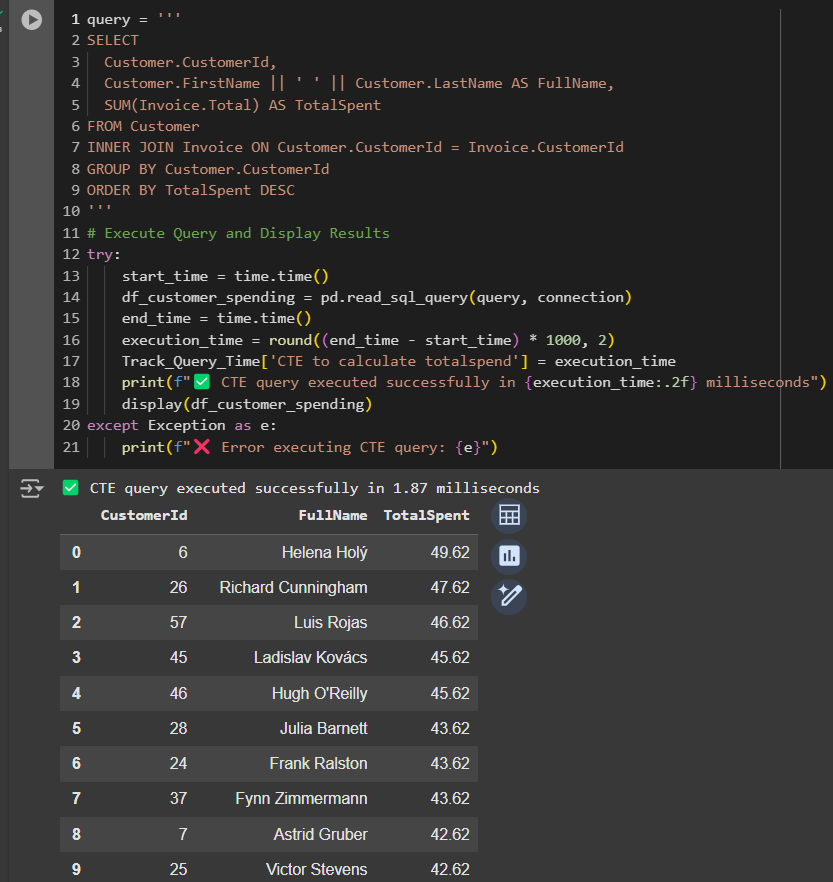 1 query = '''
2 SELECT
3   Customer.CustomerId,
4   Customer.FirstName || ' ' || Customer.LastName AS FullName,
5   SUM(Invoice.Total) AS TotalSpent
6 FROM Customer
7 INNER JOIN Invoice ON Customer.CustomerId = Invoice.CustomerId
8 GROUP BY Customer.CustomerId
9 ORDER BY TotalSpent DESC
10 '''
11 # Execute Query and Display Results
12 try:
13     start_time = time.time()
14     df_customer_spending = pd.read_sql_query(query, connection)
15     end_time = time.time()
16     execution_time = round((end_time - start_time) * 1000, 2)
17     Track_Query_Time['CTE to calculate totalspend'] = execution_time
18     print(f"✅ CTE query executed successfully in {execution_time:.2f} milliseconds")
19     display(df_customer_spending)
20 except Exception as e:
21     print(f"❌ Error executing CTE query: {e}")
✅ CTE query executed successfully in 1.87 milliseconds
CustomerId FullName TotalSpent
0 6 Helena Holý 49.62
1 26 Richard Cunningham 47.62
2 57 Luis Rojas 46.62
3 45 Ladislav Kovács 45.62
4 46 Hugh O'Reilly 45.62
5 28 Julia Barnett 43.62
6 24 Frank Ralston 43.62
7 37 Fynn Zimmermann 43.62
8 7 Astrid Gruber 42.62
9 25 Victor Stevens 42.62